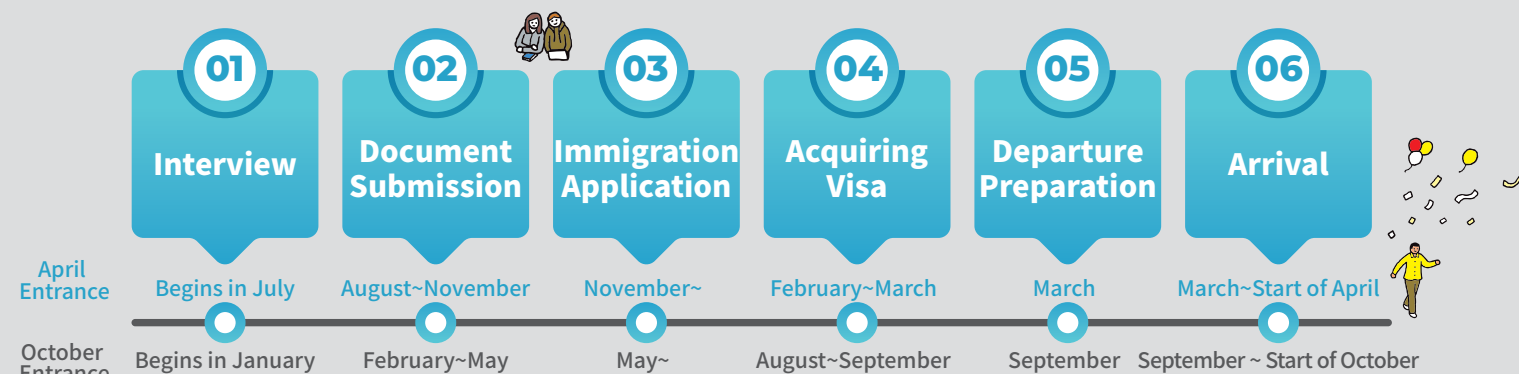 01
02
03
04
05
06
Interview
Document
Submission
Immigration
Application
Acquiring
Visa
Departure
Preparation
Arrival
April
Entrance
Begins in July
August~November
November~
February~March
March
March~Start of April
October
Entrance
Begins in January
February~May
May~
August~September
September
September ~ Start of October